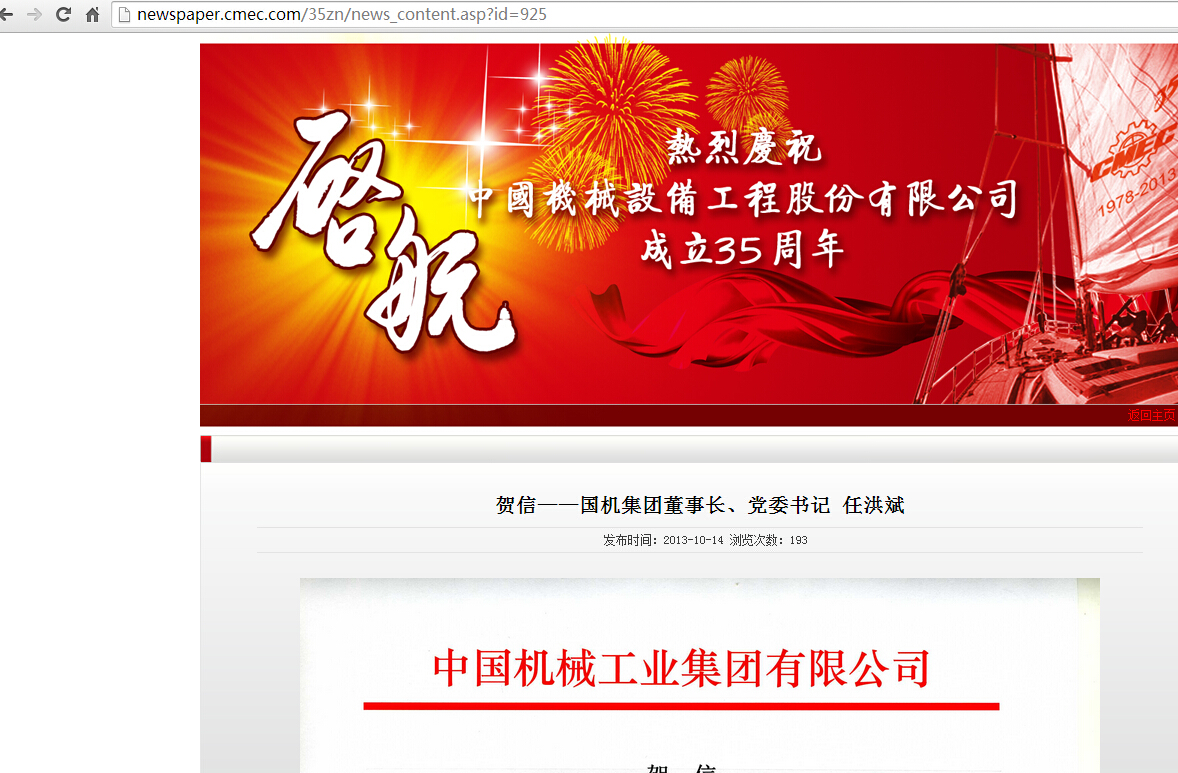 newspaper.cmec.com/35zn/news_content.asp?id=925
啓航
熱烈慶祝
中國機械設備工程股份有限公司
成立35周年
35
CMEC
1978-2013
返回主页
贺信——国机集团董事长、党委书记 任洪斌
发布时间：2013-10-14 浏览次数：193
中国机械工业集团有限公司
贺 信